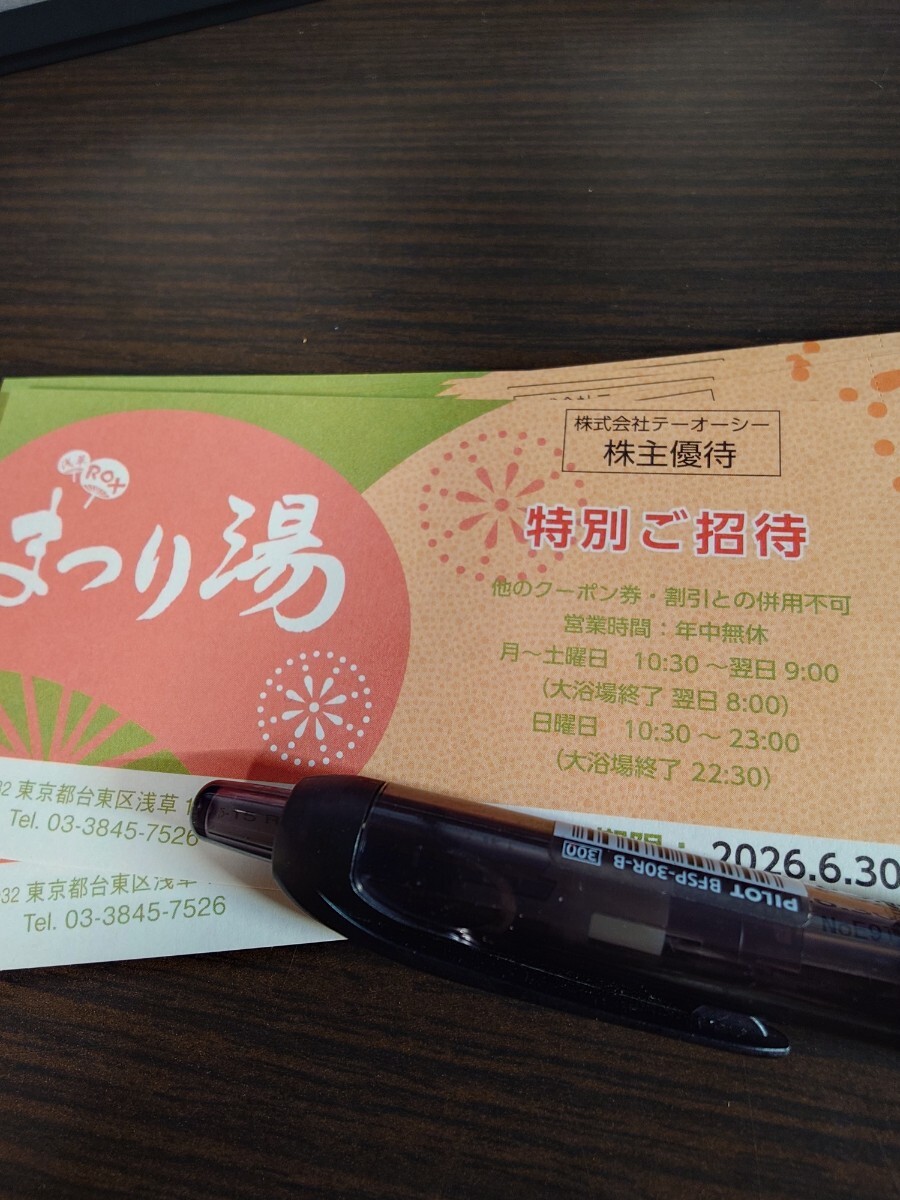 ROX
まつり湯
株式会社テーオーシー
株主優待
特別ご招待
他のクーポン券・割引との併用不可
営業時間：年中無休
月～土曜日 10:30～翌日9:00
（大浴場終了 翌日8:00）
日曜日 10:30～23:00
（大浴場終了 22:30）
32 東京都台東区浅草 1
Tel. 03-3845-7526
2026.6.30
032 東京都台東区浅草
Tel. 03-3845-7526
PILOT BFSP-30R-B
300